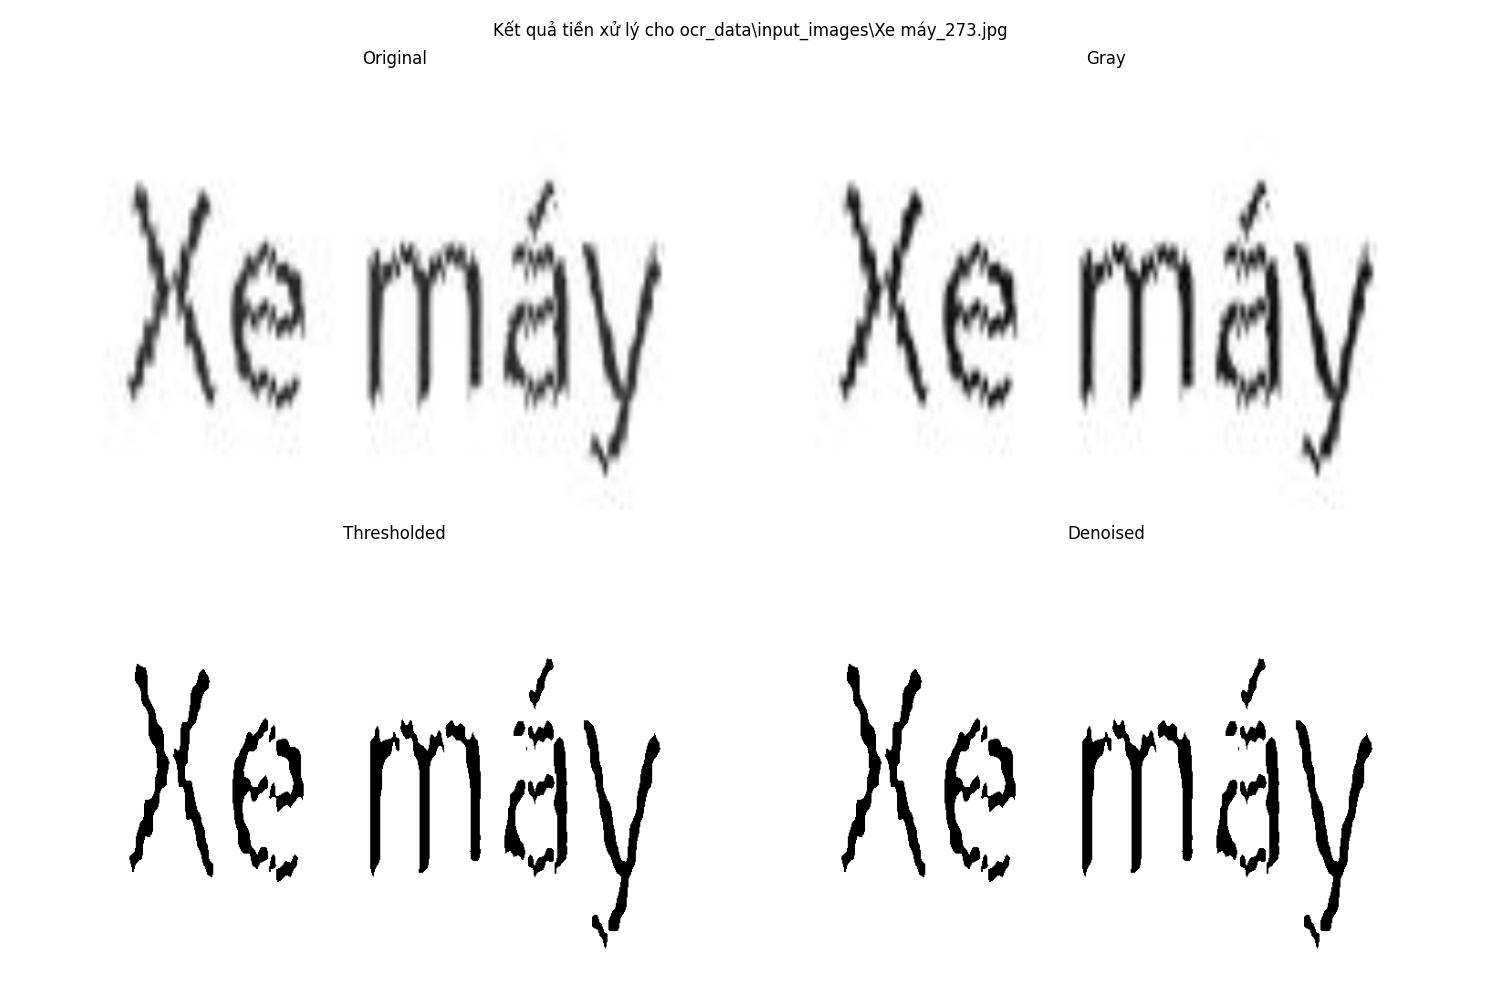 Kết quả tiền xử lý cho ocr_data\input_images\Xe máy_273.jpg
Original
Gray
Xe máy
Xe máy
Thresholded
Denoised
Xe máy
Xe máy